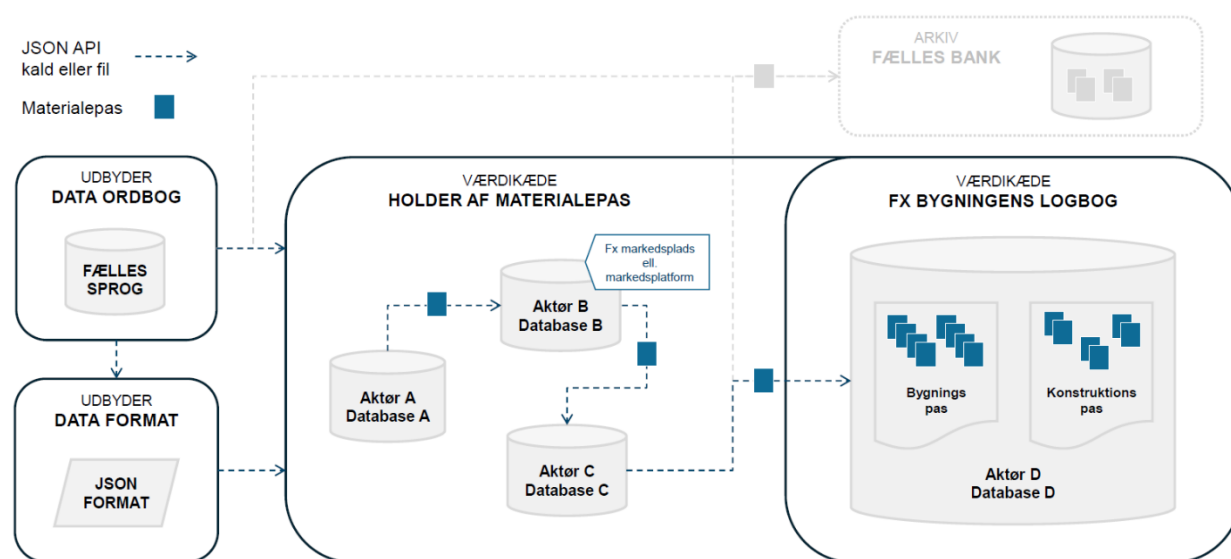 JSON API
kald eller fil
Materialepas
ARKIV
FÆLLES BANK
UDBYDER
DATA ORDBOG
FÆLLES
SPROG
UDBYDER
DATA FORMAT
JSON
FORMAT
VÆRDIKÆDE
HOLDER AF MATERIALEPAS
Fx markedsplads
ell.
markedsplatform
Aktør B
Database B
Aktør A
Database A
Aktør C
Database C
VÆRDIKÆDE
FX BYGNINGENS LOGBOG
Bygnings
pas
Konstruktions
pas
Aktør D
Database D